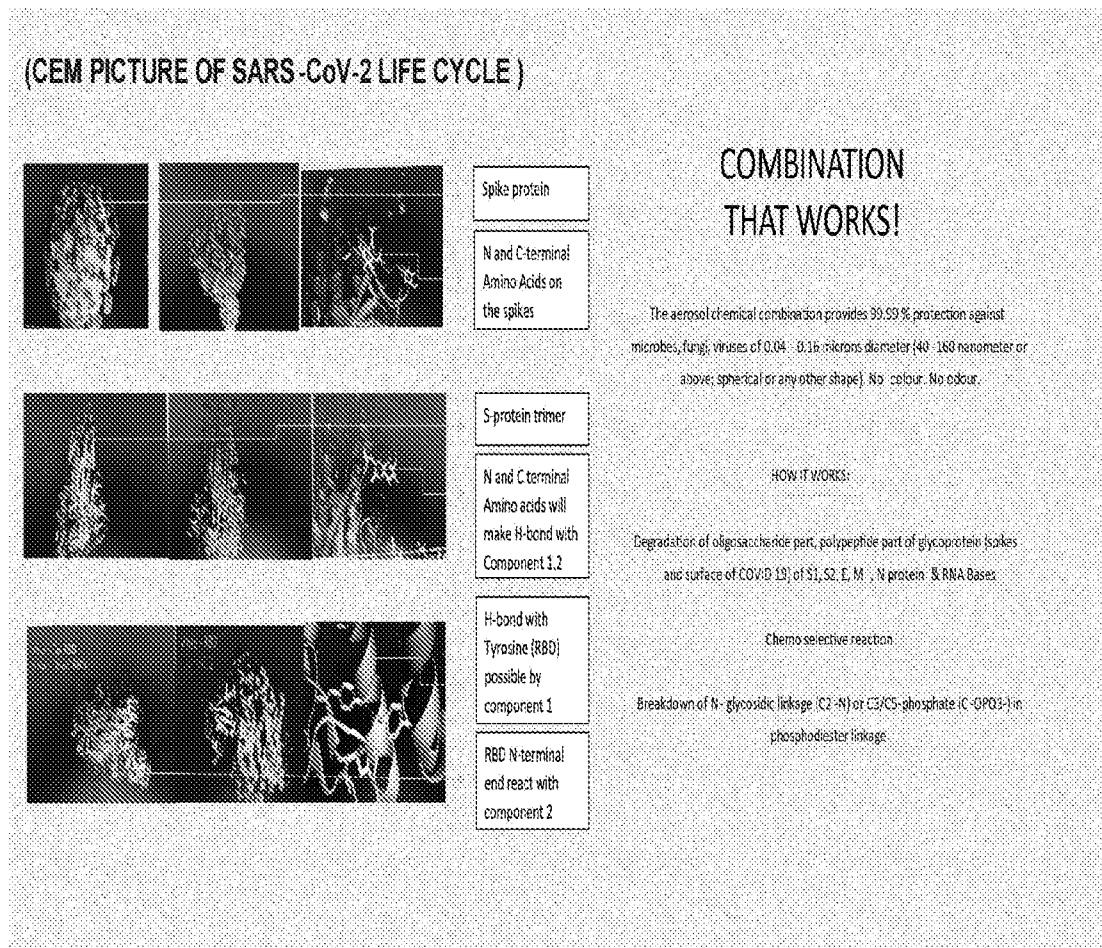 (CEM PICTURE OF SARS -CoV-2 LIFE CYCLE )
Spike protein
N and C-terminal
Amino Acids on
the spikes
S-protein trimer
N and C terminal
Amino acids will
make H-bond with
Component 1,2
H-bond with
Tyrosine (RBD)
possible by
component 1
RBD N-terminal
end react with
component 2
COMBINATION
THAT WORKS!
The aerosol chemical combination provides 99.99 % protection against
microbes, fungi, viruses of 0.04 - 0.16 microns diameter (40 -160 nanometer or
above; spherical or any other shape). No colour. No odour.
HOW IT WORKS:
Degradation of oligosaccharide part, polypeptide part of glycoprotein (spikes
and surface of COVID 19) of S1, S2, E, M , N protein & RNA Bases
Chemo selective reaction
Breakdown of N- glycosidic linkage (C2 -N) or C3/C5- phosphate (C -OPO3-) in
phosphodiester linkage